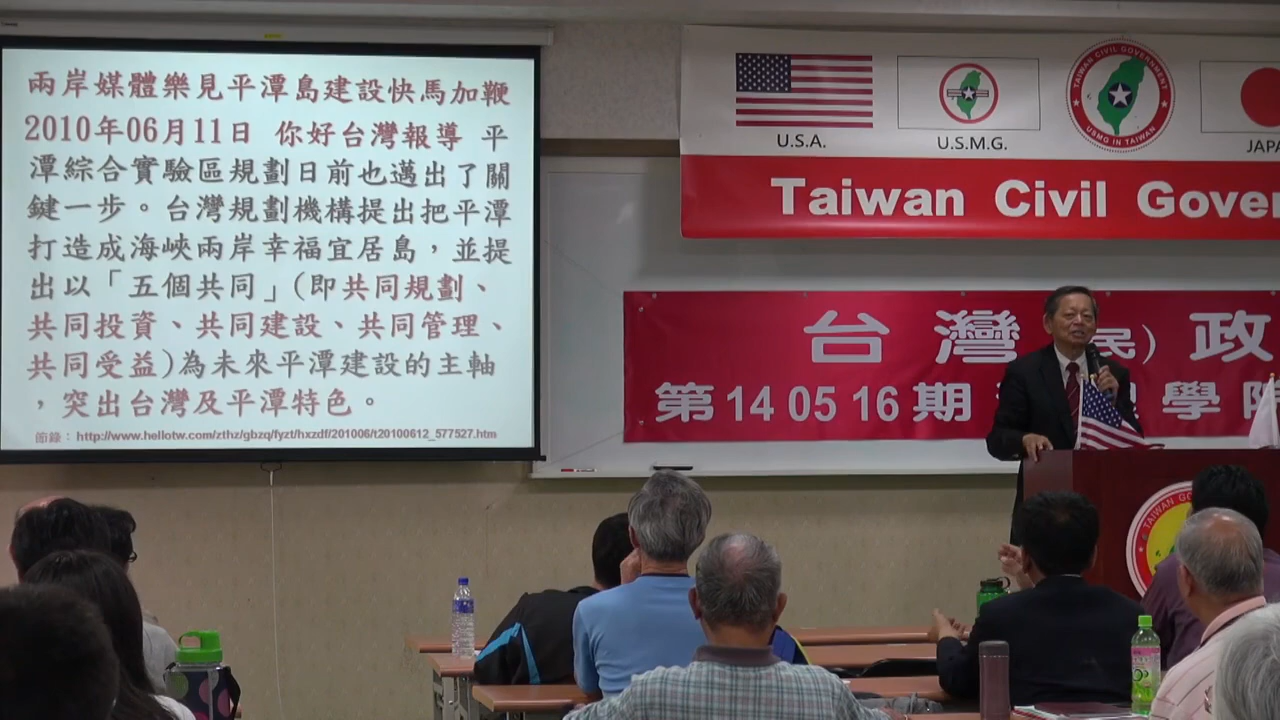 兩岸媒體樂見平潭島建設快馬加鞭
2010年06月11日 你好台灣報導 平
潭綜合實驗區規劃日前也邁出了關
鍵一步。台灣規劃機構提出把平潭
打造成海峽兩岸幸福宜居島，並提
出以「五個共同」(即共同規劃、
共同投資、共同建設、共同管理、
共同受益)為未來平潭建設的主軸
，突出台灣及平潭特色。
節錄：http://www.hellotw.com/zthz/gbzq/fyzt/hxzdf/201006/t20100612_577527.htm
U.S.A.
U.S.M.G.
TAIWAN CIVIL GOVERNMENT
USMG IN TAIWAN
Taiwan Civil
台灣 民） 政
第 14 05 16 期 學
TAIWAN